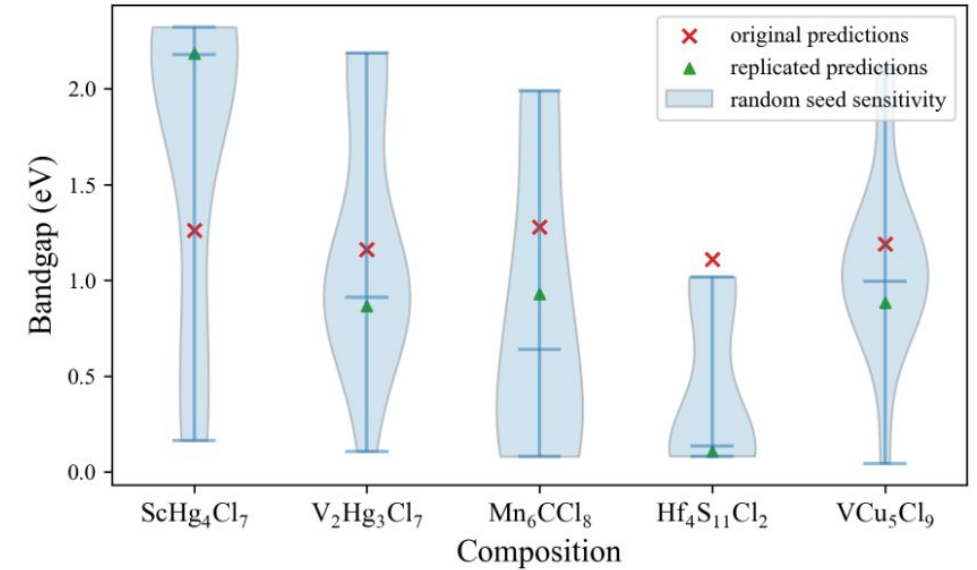 original predictions
replicated predictions
random seed sensitivity
Bandgap (eV)
2.0
1.5
1.0
0.5
0.0
ScHg₄Cl₇ V₂Hg₃Cl₇ Mn₆CCl₈ Hf₄S₁₁Cl₂ VCu₅Cl₉
Composition